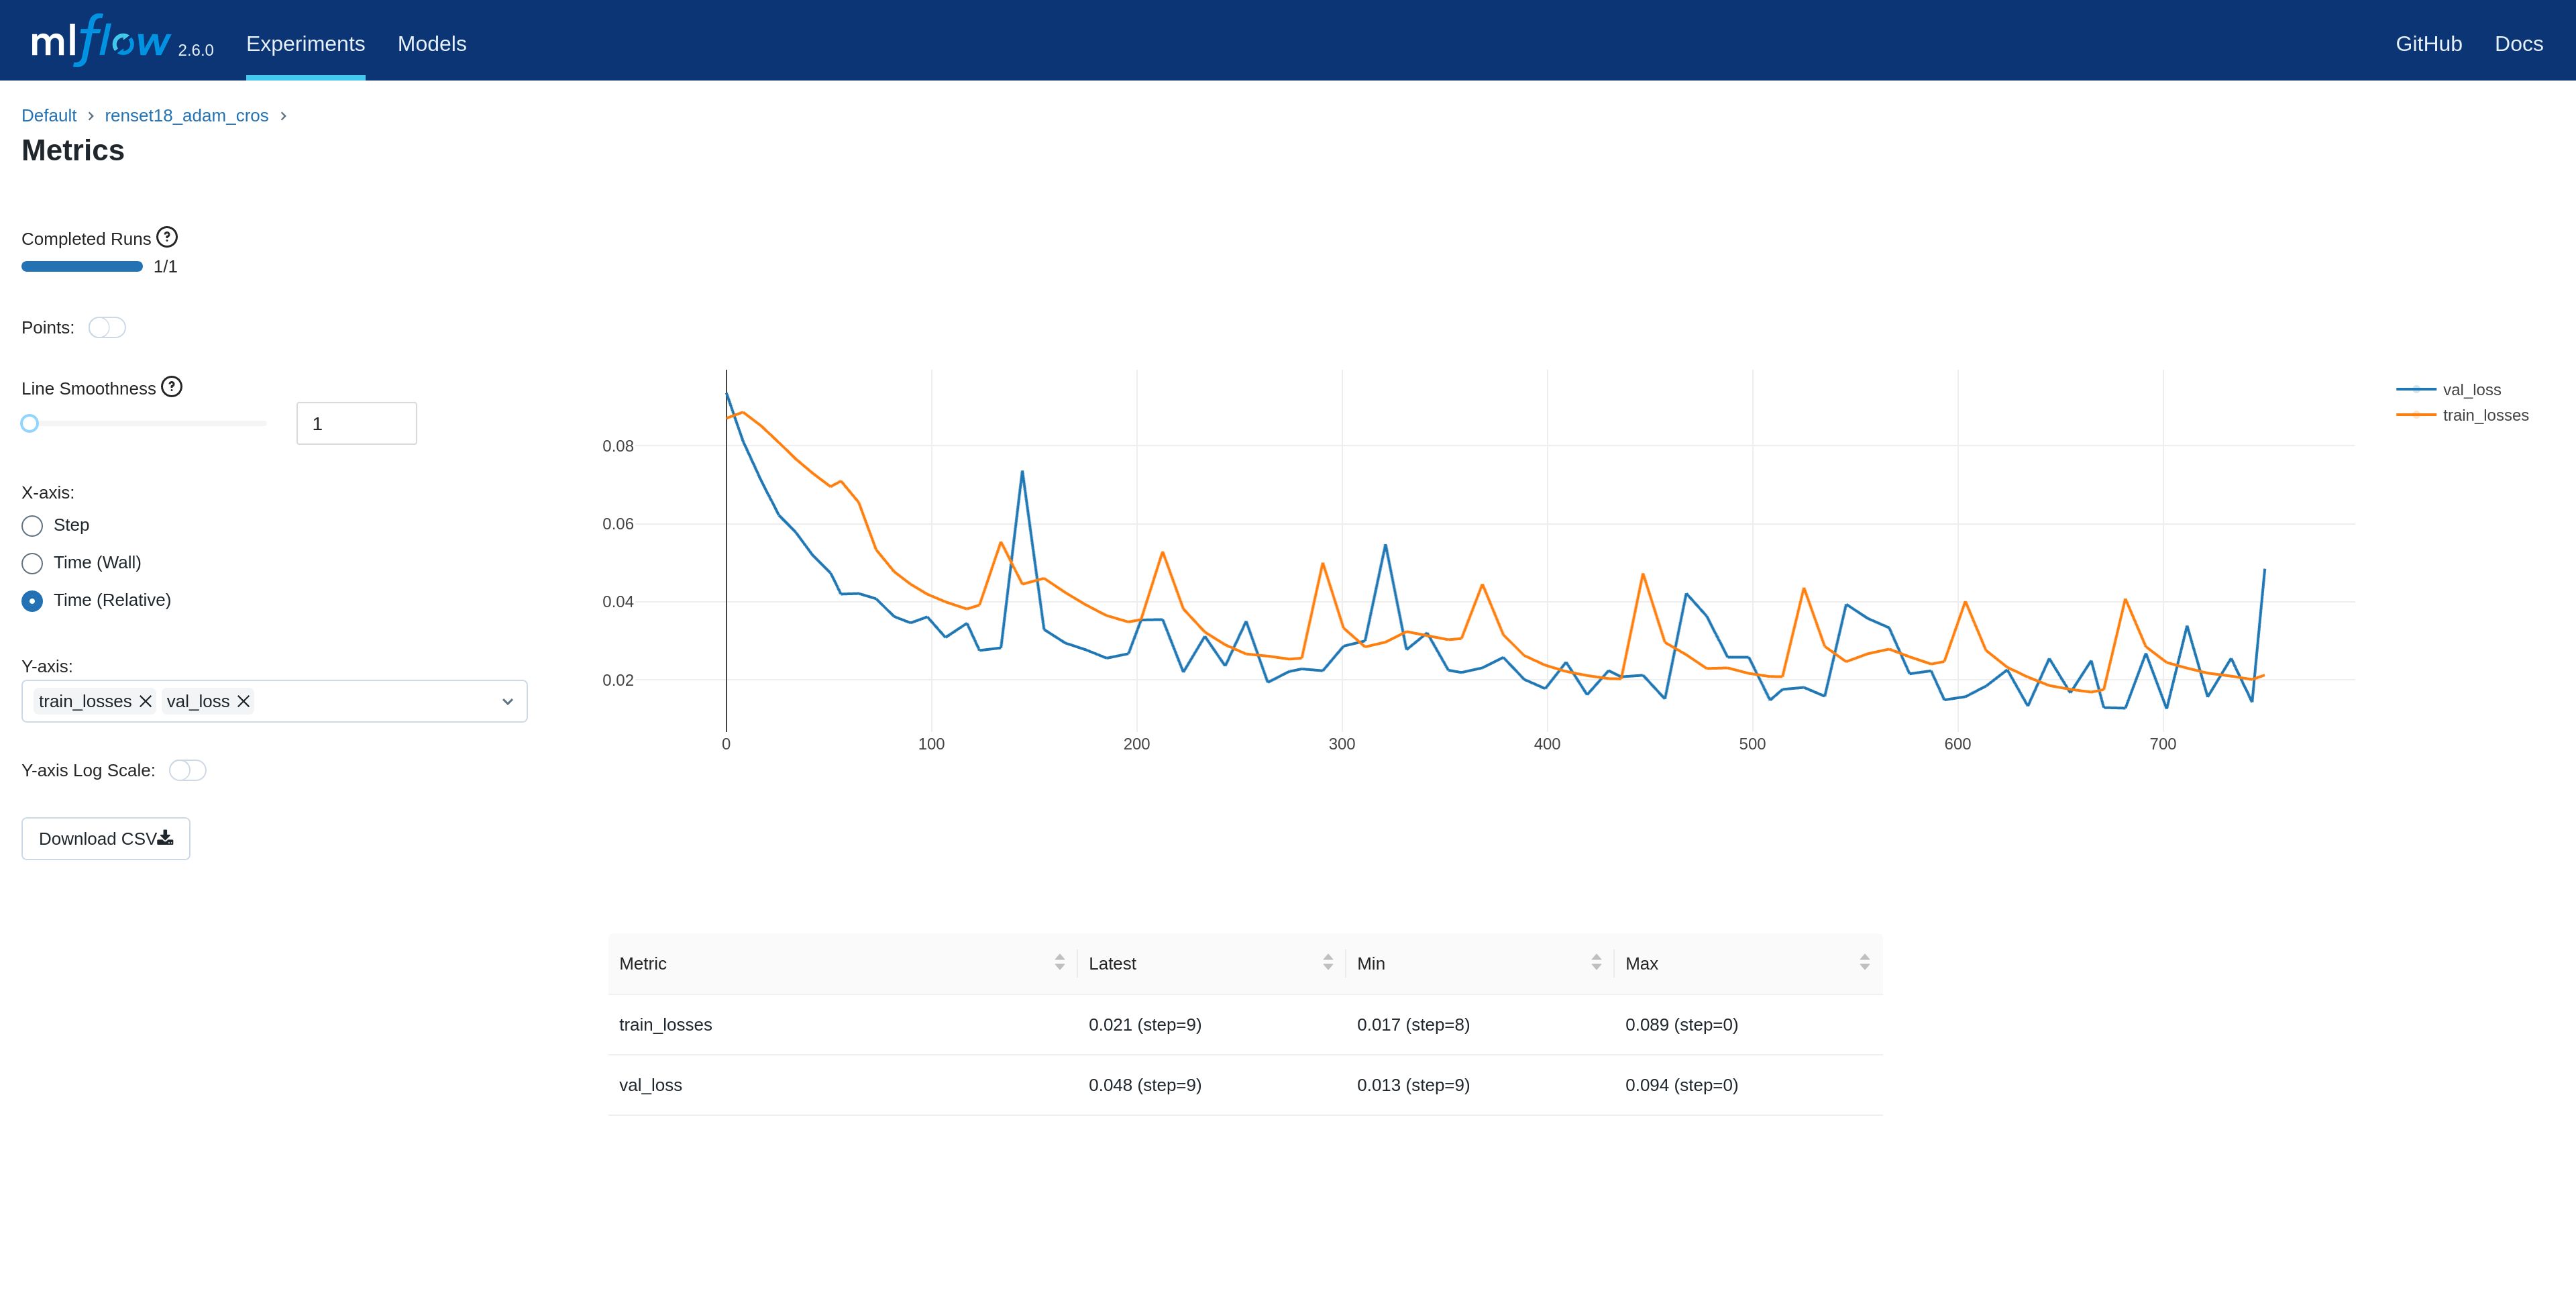 mlflow 2.6.0 Experiments Models GitHub Docs
Default > renset18_adam_cros >
Metrics
Completed Runs ?
1/1
Points:
Line Smoothness ?
1
X-axis:
Step
Time (Wall)
Time (Relative)
Y-axis:
train_losses val_loss
Y-axis Log Scale:
Download CSV
0.08
0.06
0.04
0.02
0 100 200 300 400 500 600 700
val_loss
train_losses
Metric Latest Min Max
train_losses 0.021 (step=9) 0.017 (step=8) 0.089 (step=0)
val_loss 0.048 (step=9) 0.013 (step=9) 0.094 (step=0)